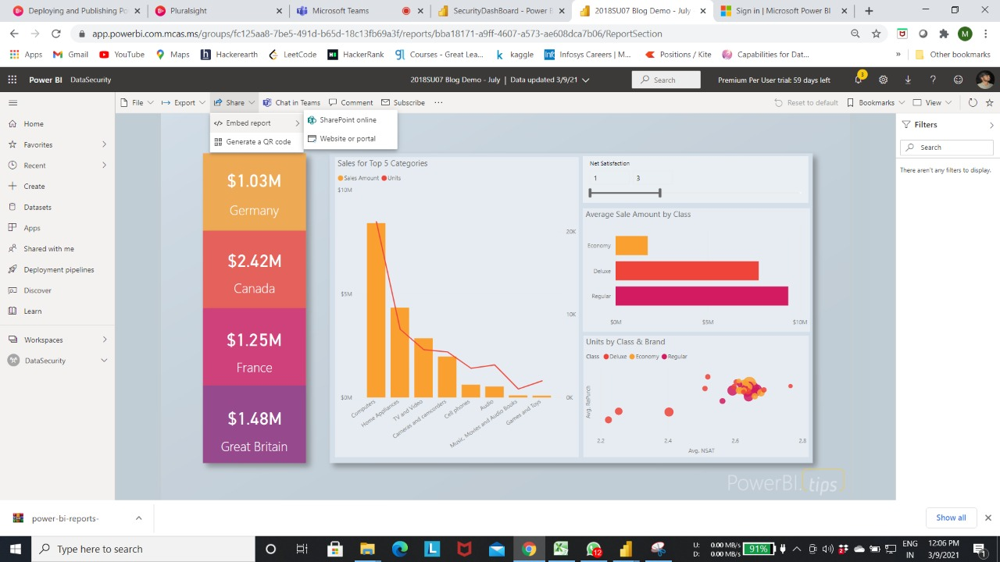 Deploying and Publishing Po
Pluralsight
Microsoft Teams
SecurityDashBoard - Power B
2018SU07 Blog Demo - July
Sign in | Microsoft Power BI
app.powerbi.com.mcas.ms/groups/fc125aa8-7be5-491d-b65d-18c13fb69a3f/reports/bba18171-a9ff-4607-a573-ae608dca7b06/ReportSection
M
Apps
Gmail
YouTube
Maps
Hackerearth
LeetCode
HackerRank
Courses - Great Lea...
kaggle
Infosys Careers | M...
Positions / Kite
Capabilities for Dat...
»
Other bookmarks
Power BI
DataSecurity
2018SU07 Blog Demo - July | Data updated 3/9/21
Search
Premium Per User trial: 59 days left
3
File
Export
Share
Chat in Teams
Comment
Subscribe
Reset to default
Bookmarks
View
Embed report
Generate a QR code
SharePoint online
Website or portal
Home
Favorites
Recent
Create
Datasets
Apps
Shared with me
Deployment pipelines
Discover
Learn
Workspaces
DataSecurity
$1.03M
Germany
$2.42M
Canada
$1.25M
France
$1.48M
Great Britain
Sales for Top 5 Categories
Sales Amount Units
$10M
$5M
$0M
20K
10K
0K
Computers
Home Appliances
TV and Video
Cameras and camcorders
Cell phones
Audio
Music, Movies and Audio Books
Games and Toys
Net Satisfaction
1 3
Average Sale Amount by Class
Economy
Deluxe
Regular
$0M $5M $10M
Units by Class & Brand
Class Deluxe Economy Regular
Avg. RePurch
2.2 2.4 2.6 2.8
Avg. NSAT
PowerBI.tips
Filters
Search
There aren't any filters to display.
power-bi-reports-
Show all
Type here to search
12
U: 0.00 MB/s
D: 0.00 MB/s
91%
ENG
IN
12:06 PM
3/9/2021